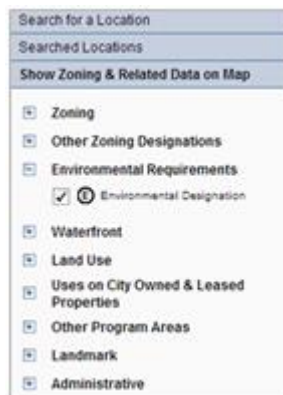 Search for a Location
Searched Locations
Show Zoning & Related Data on Map
Zoning
Other Zoning Designations
Environmental Requirements
E Environmental Designation
Waterfront
Land Use
Uses on City Owned & Leased
Properties
Other Program Areas
Landmark
Administrative